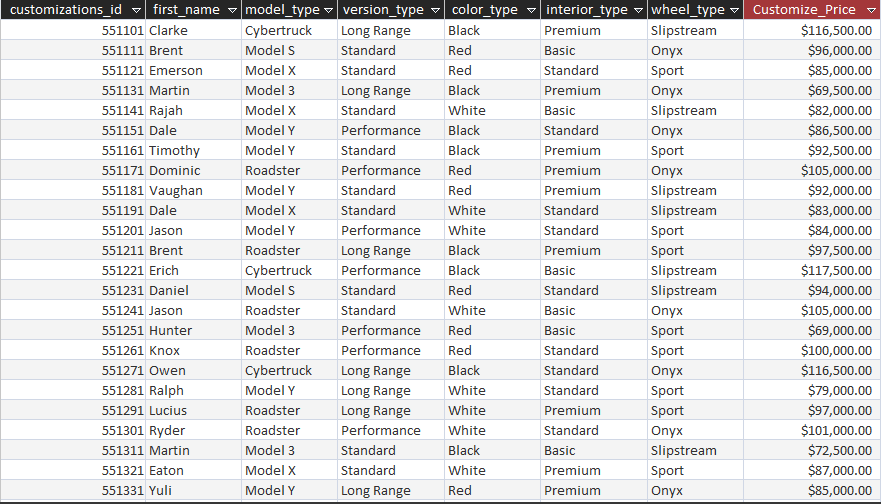 customizations_id first_name model_type version_type color_type interior_type wheel_type Customize_Price
551101 Clarke Cybertruck Long Range Black Premium Slipstream $116,500.00
551111 Brent Model S Standard Red Basic Onyx $96,000.00
551121 Emerson Model X Standard Red Standard Sport $85,000.00
551131 Martin Model 3 Long Range Black Premium Onyx $69,500.00
551141 Rajah Model X Standard White Basic Slipstream $82,000.00
551151 Dale Model Y Performance Black Standard Onyx $86,500.00
551161 Timothy Model Y Standard Black Premium Sport $92,500.00
551171 Dominic Roadster Performance Red Premium Onyx $105,000.00
551181 Vaughan Model Y Standard Red Premium Slipstream $92,000.00
551191 Dale Model X Standard White Standard Slipstream $83,000.00
551201 Jason Model Y Performance White Standard Sport $84,000.00
551211 Brent Roadster Long Range Black Premium Sport $97,500.00
551221 Erich Cybertruck Performance Black Basic Slipstream $117,500.00
551231 Daniel Model S Standard Red Standard Slipstream $94,000.00
551241 Jason Roadster Standard White Basic Onyx $105,000.00
551251 Hunter Model 3 Performance Red Basic Sport $69,000.00
551261 Knox Roadster Performance Red Standard Sport $100,000.00
551271 Owen Cybertruck Long Range Red Standard Onyx $116,500.00
551281 Ralph Model Y Long Range White Standard Sport $79,000.00
551291 Lucius Roadster Long Range White Premium Sport $97,000.00
551301 Ryder Roadster Performance White Standard Onyx $101,000.00
551311 Martin Model 3 Standard Black Basic Slipstream $72,500.00
551321 Eaton Model X Standard White Premium Sport $87,000.00
551331 Yuli Model Y Long Range Red Premium Onyx $85,000.00